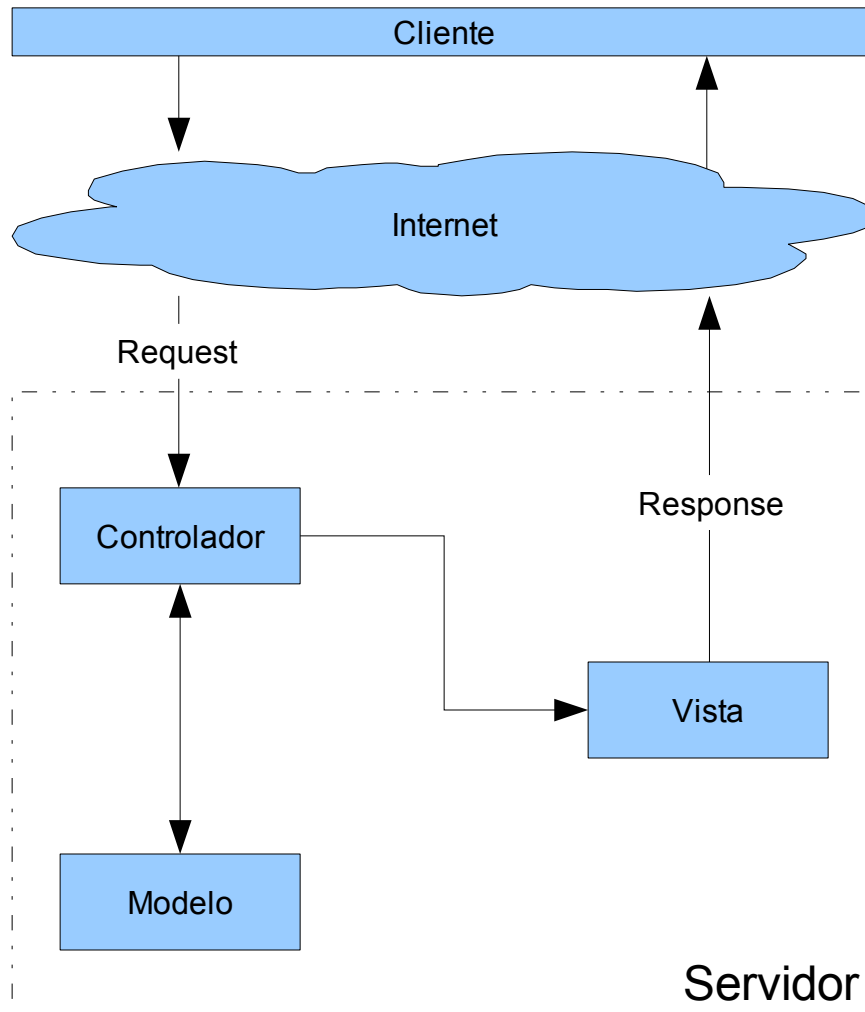 Cliente
Internet
Request
Response
Controlador
Vista
Modelo
Servidor